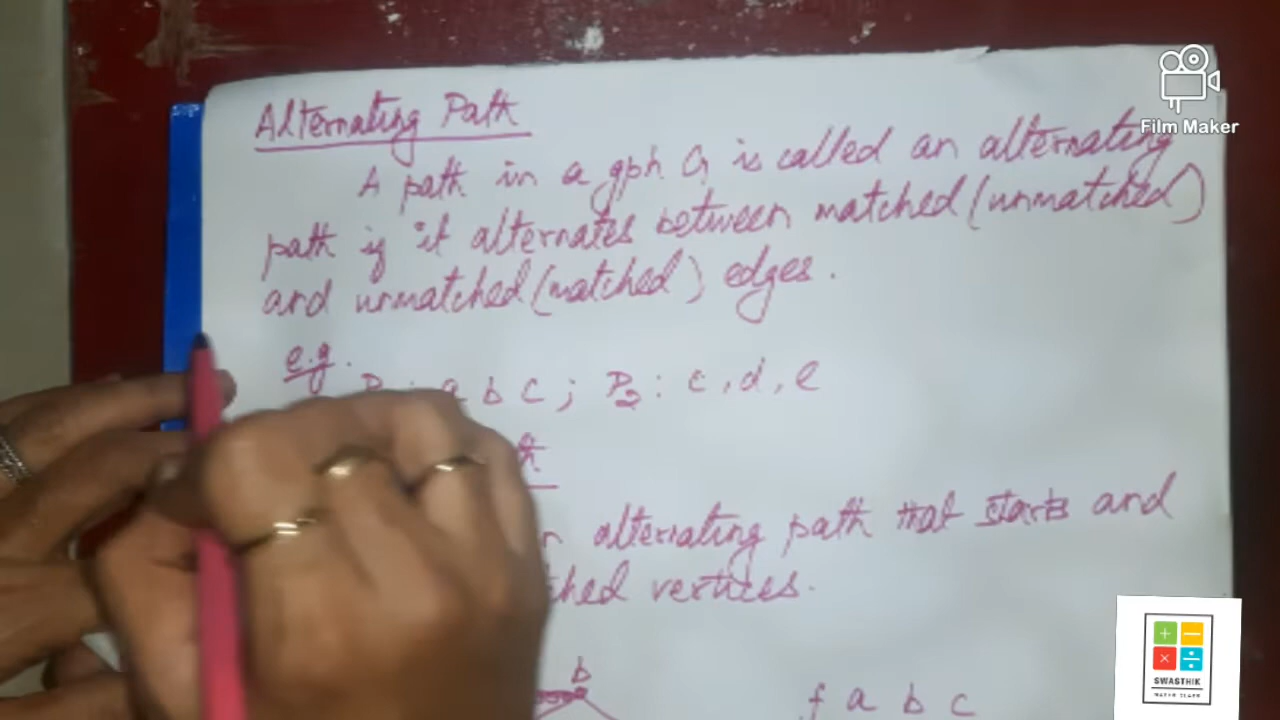 Alternating Path
A path in a gph G is called an alternating
path if it alternates between matched (unmatched)
and unmatched (matched) edges.
e.g.
a b c ; P2 : c, d, e
alternating path that starts and
vertices.
b
f a b c
Film Maker
+ − × ÷
SWASTHIK